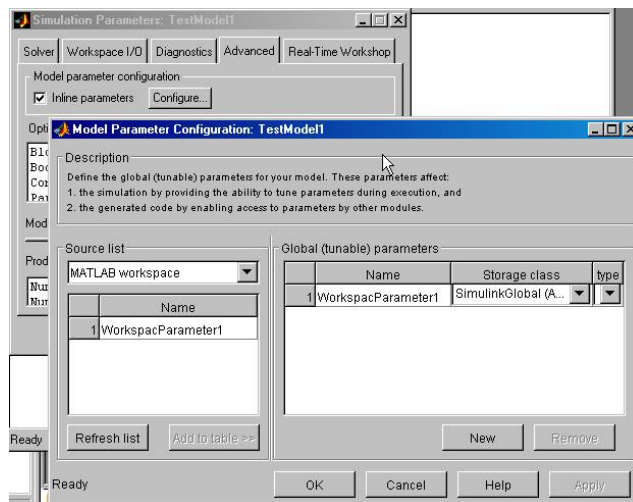 Simulation Parameters: TestModel1
Solver Workspace I/O Diagnostics Advanced Real-Time Workshop
Model parameter configuration
Inline parameters Configure...
Model Parameter Configuration: TestModel1
Description
Define the global (tunable) parameters for your model. These parameters affect:
1. the simulation by providing the ability to tune parameters during execution, and
2. the generated code by enabling access to parameters by other modules.
Source list
MATLAB workspace
Name
1 WorkspacParameter1
Refresh list Add to table >>
Global (tunable) parameters
Name Storage class type
1 WorkspacParameter1 SimulinkGlobal (A...
New Remove
Ready
Ready
OK Cancel Help Apply